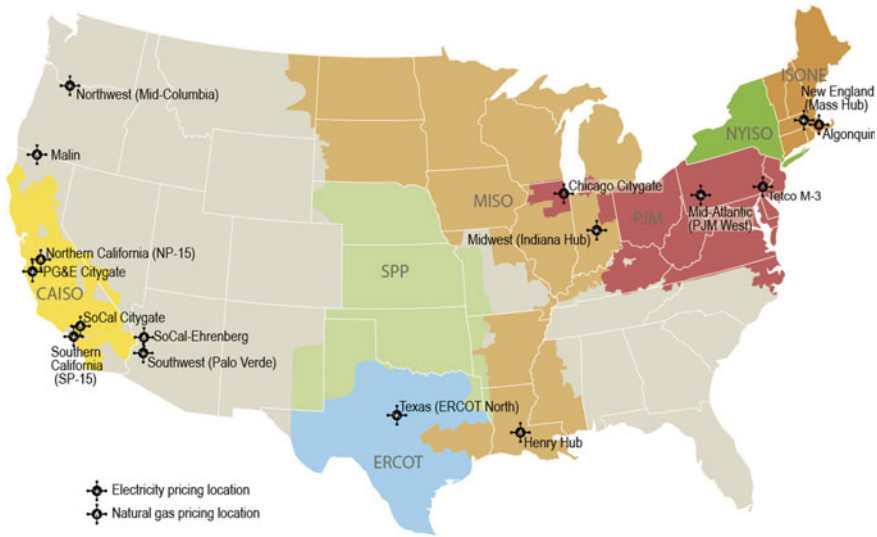 ISONE
New England
(Mass Hub)
Algonquin
Northwest (Mid-Columbia)
NYISO
Malin
Chicago Citygate
MISO
Tetco M-3
Mid-Atlantic
(PJM West)
PJM
Midwest (Indiana Hub)
Northern California (NP-15)
PG&E Citygate
SPP
CAISO
SoCal Citygate
SoCal-Ehrenberg
Southern
California
(SP-15)
Southwest (Palo Verde)
Texas (ERCOT North)
Henry Hub
ERCOT
Electricity pricing location
Natural gas pricing location